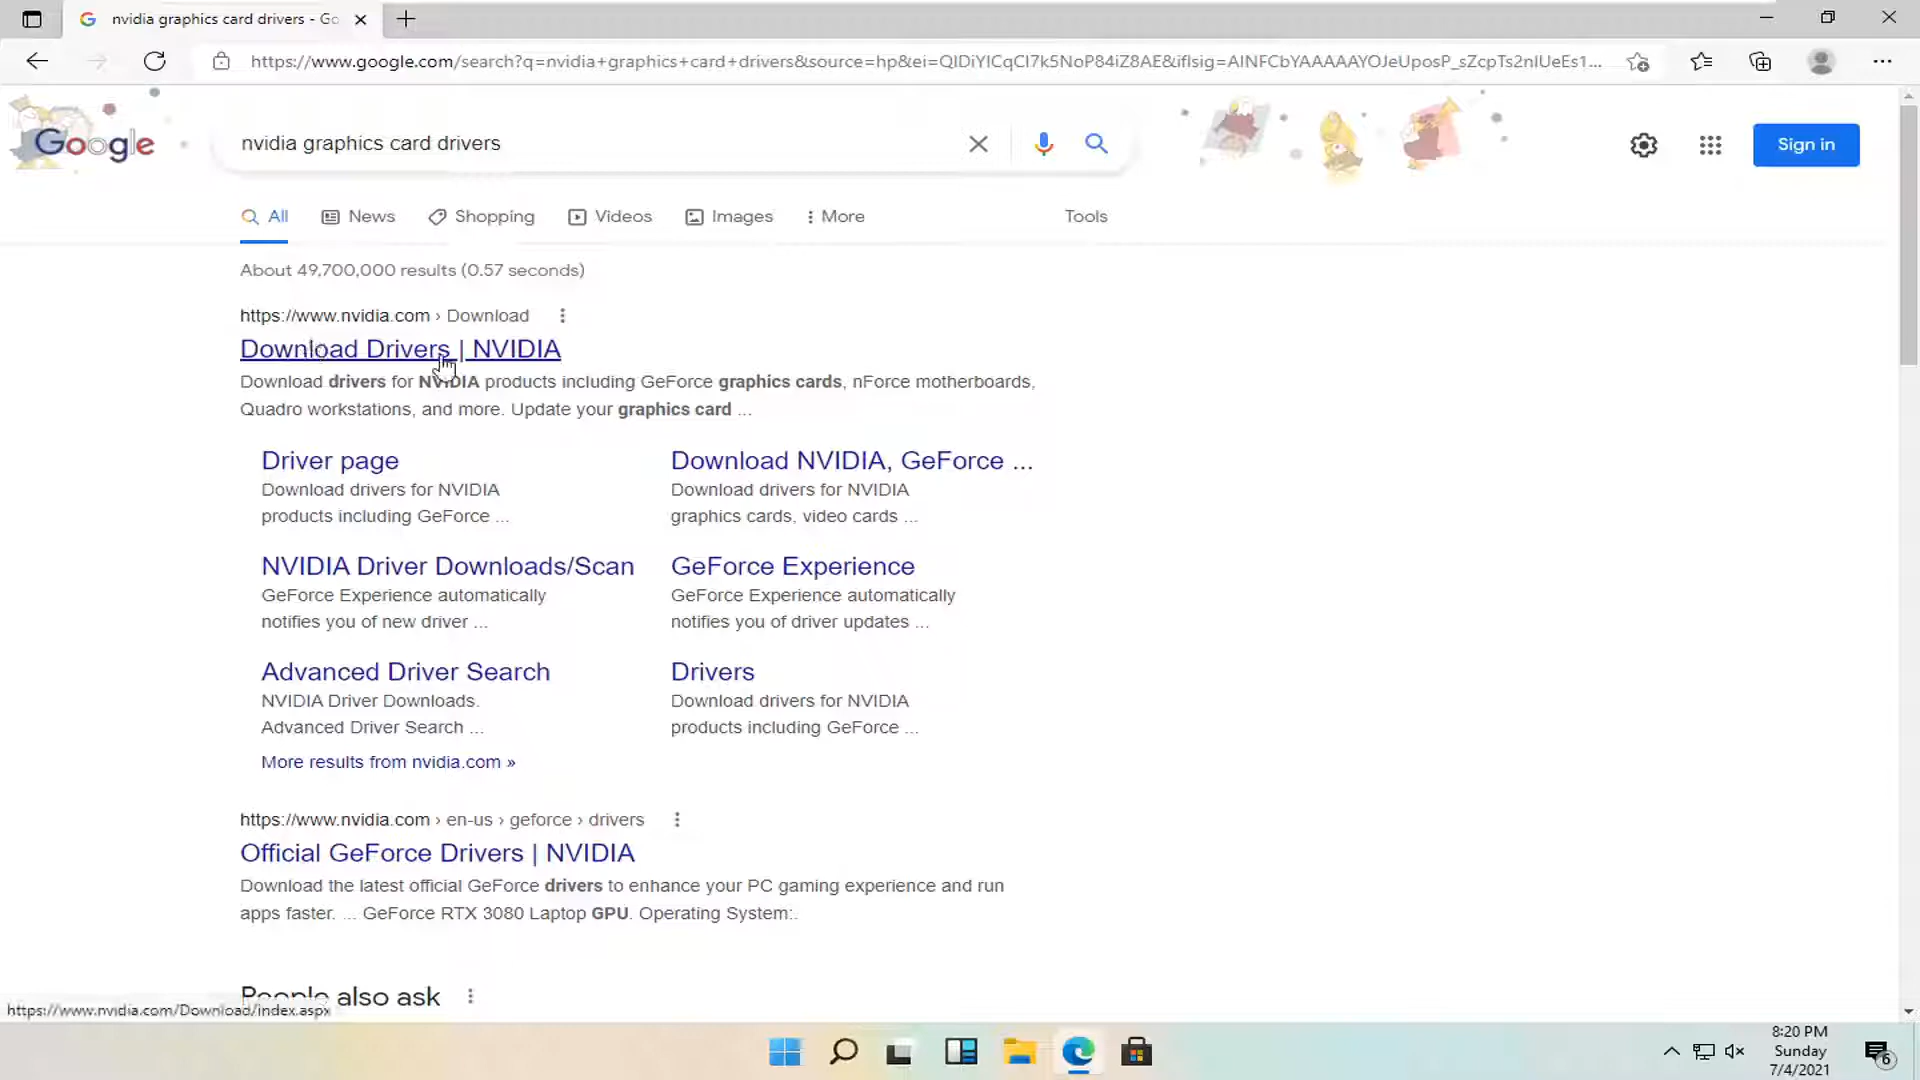 nvidia graphics card drivers - Go
https://www.google.com/search?q=nvidia+graphics+card+drivers&source=hp&ei=QIDiYICqCI7k5NoP84iZ8AE&iflsig=AINFCbYAAAAAYOJeUposP_sZcpTs2nIUeEs1...
Google
nvidia graphics card drivers
Sign in
All
News
Shopping
Videos
Images
More
Tools
About 49,700,000 results (0.57 seconds)
https://www.nvidia.com › Download
Download Drivers | NVIDIA
Download drivers for NVIDIA products including GeForce graphics cards, nForce motherboards,
Quadro workstations, and more. Update your graphics card ...
Driver page
Download drivers for NVIDIA
products including GeForce ...
Download NVIDIA, GeForce ...
Download drivers for NVIDIA
graphics cards, video cards ...
NVIDIA Driver Downloads/Scan
GeForce Experience automatically
notifies you of new driver ...
GeForce Experience
GeForce Experience automatically
notifies you of driver updates ...
Advanced Driver Search
NVIDIA Driver Downloads.
Advanced Driver Search ...
Drivers
Download drivers for NVIDIA
products including GeForce ...
More results from nvidia.com »
https://www.nvidia.com › en-us › geforce › drivers
Official GeForce Drivers | NVIDIA
Download the latest official GeForce drivers to enhance your PC gaming experience and run
apps faster. ... GeForce RTX 3080 Laptop GPU. Operating System:.
People also ask
https://www.nvidia.com/Download/index.aspx
8:20 PM
Sunday
7/4/2021
6